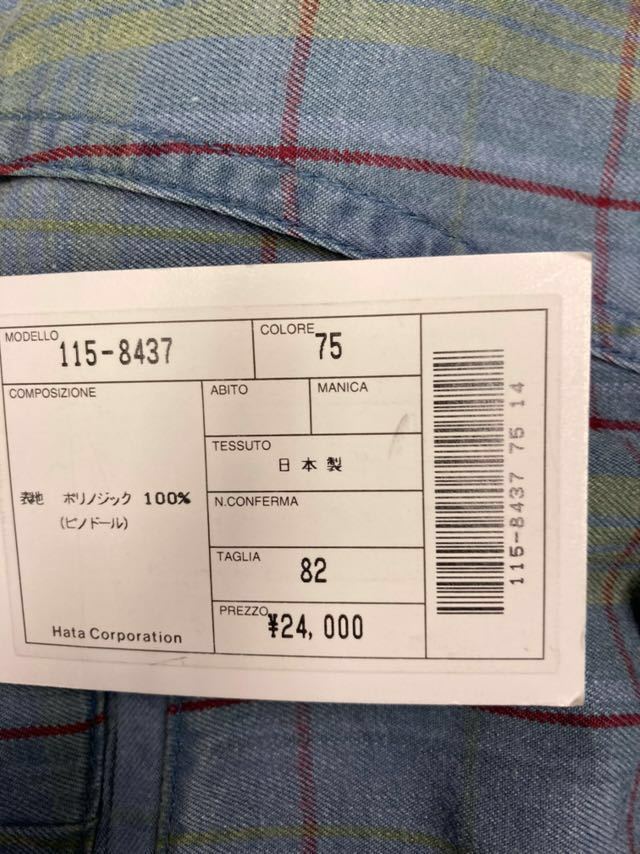 MODELLO 115-8437
COLORE 75
COMPOSIZIONE
表地 ポリノジック 100%
(ピノドール)
Hata Corporation
ABITO
MANICA
TESSUTO
日本製
N.CONFERMA
TAGLIA
82
PREZZO ¥24,000
115-8437 75 14